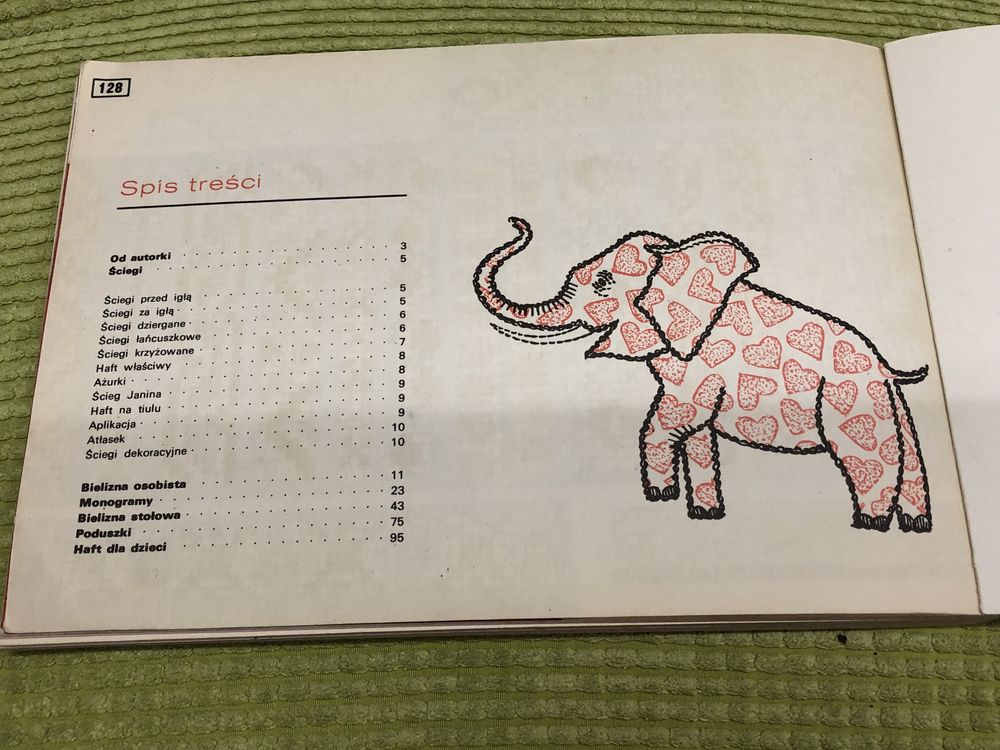 128
Spis treści
Od autorki 3
Ściegi 5
Ściegi przed igłą 5
Ściegi za igłą 5
Ściegi dziergane 6
Ściegi łańcuszkowe 6
Ściegi krzyżowane 7
Haft właściwy 8
Ażurki 8
Ścieg Janina 9
Haft na tiulu 9
Aplikacja 9
Atłasek 10
Ściegi dekoracyjne 10
Bielizna osobista 11
Monogramy 23
Bielizna stołowa 43
Poduszki 75
Haft dla dzieci 95